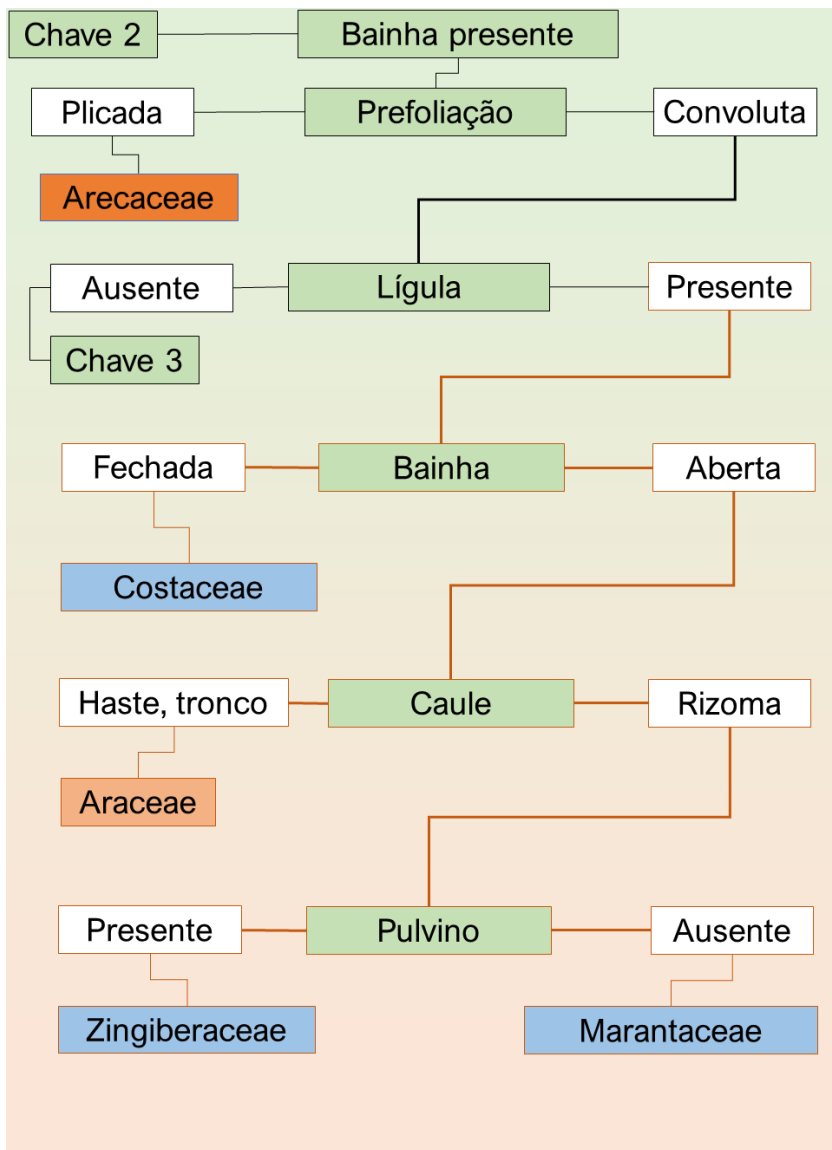 Chave 2
Bainha presente
Plicada
Prefoliação
Convoluta
Arecaceae
Ausente
Lígula
Presente
Chave 3
Fechada
Bainha
Aberta
Costaceae
Haste, tronco
Caule
Rizoma
Araceae
Presente
Pulvino
Ausente
Zingiberaceae
Marantaceae